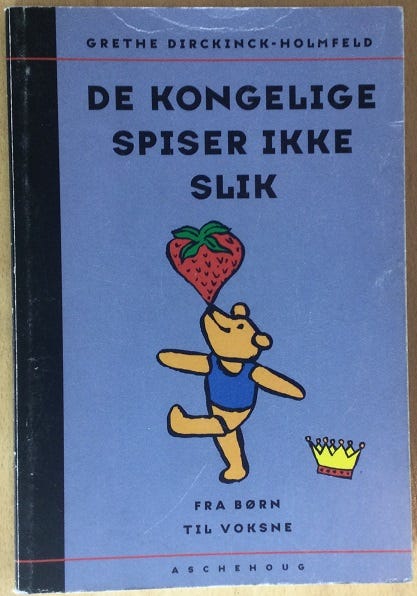 GRETHE DIRCKINCK-HOLMFELD
DE KONGELIGE
SPISER IKKE
SLIK
FRA BØRN
TIL VOKSNE
ASCHEHOUG